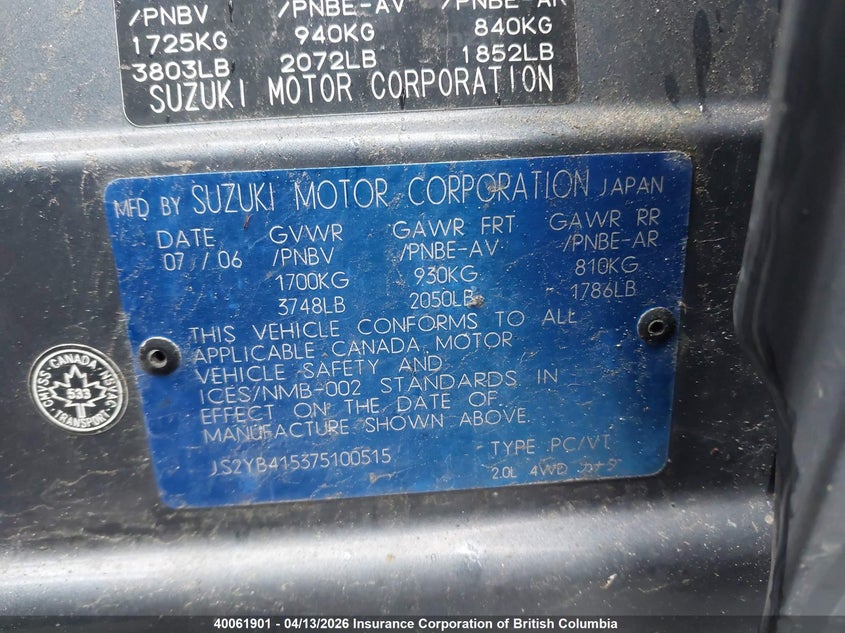 /PNBV /PNBE-AV /PNBE-AR
1725KG 940KG 840KG
3803LB 2072LB 1852LB
SUZUKI MOTOR CORPORATION
MFD BY SUZUKI MOTOR CORPORATION JAPAN
DATE GVWR GAWR FRT GAWR RR
07//06 /PNBV /PNBE-AV /PNBE-AR
1700KG 930KG 810KG
3748LB 2050LB 1786LB
THIS VEHICLE CONFORMS TO ALL
APPLICABLE CANADA MOTOR
VEHICLE SAFETY AND
ICES/NMB-002 STANDARDS IN
EFFECT ON THE DATE OF
MANUFACTURE SHOWN ABOVE
JS2YB415375100515 TYPE PC/VT
2.0L 4WD
CMVSS - CANADA - NSVAC
533
- TRANSPORT -
40061901 - 04/13/2026 Insurance Corporation of British Columbia